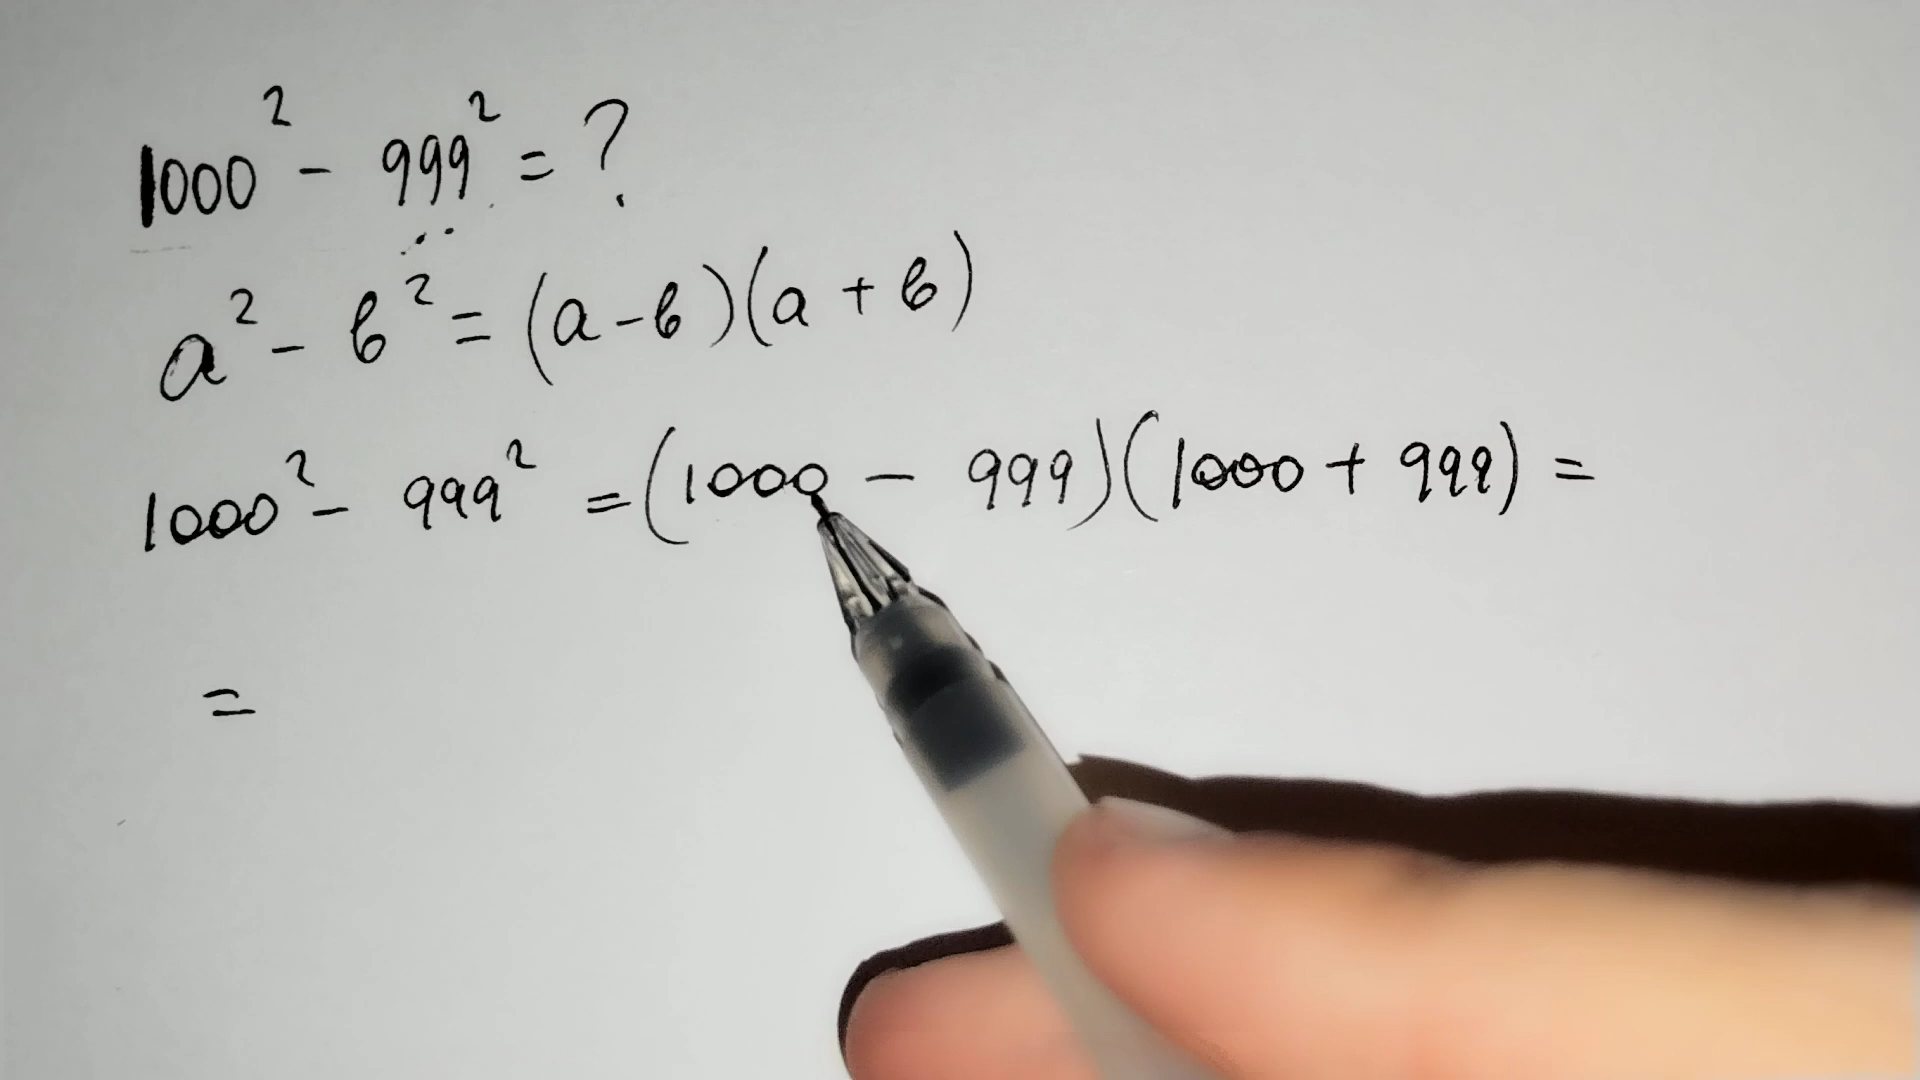 1000² - 999² = ?
a² - b² = (a - b)(a + b)
1000² - 999² = (1000 - 999)(1000 + 999) =
=